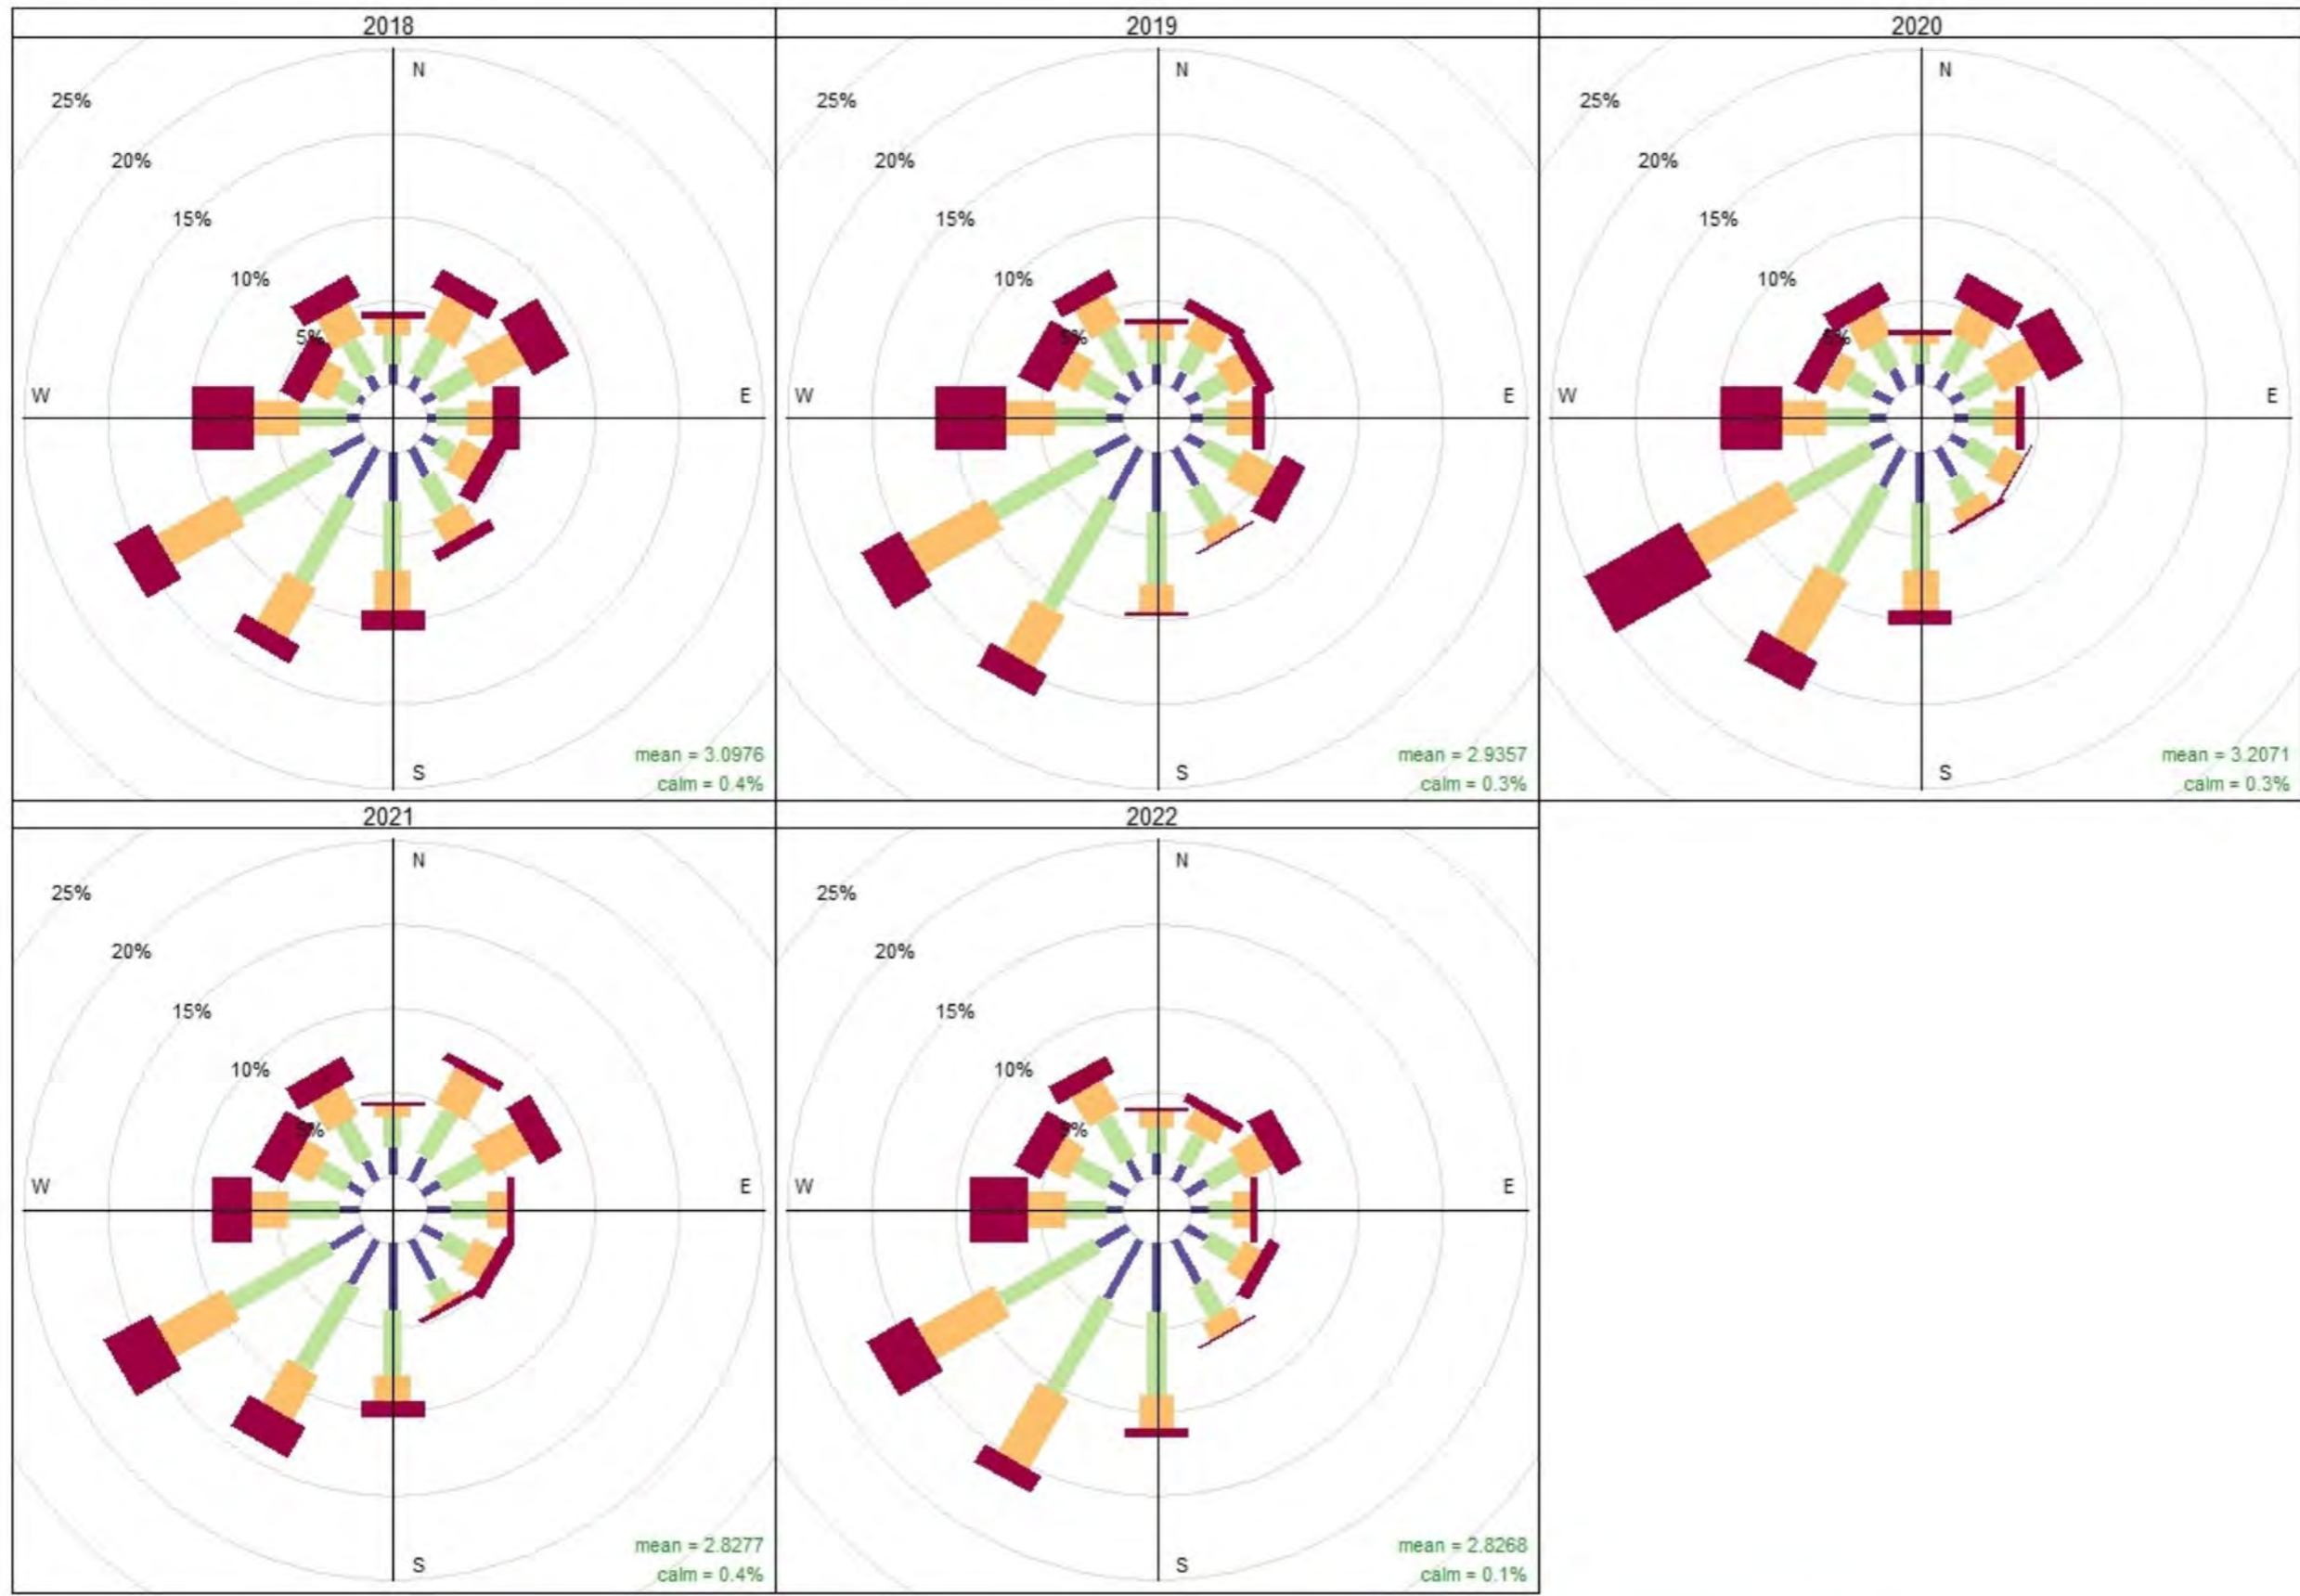 2018
N
25%
20%
15%
10%
5%
W
E
S
mean = 3.0976
calm = 0.4%
2019
N
25%
20%
15%
10%
5%
W
E
S
mean = 2.9357
calm = 0.3%
2020
N
25%
20%
15%
10%
5%
W
E
S
mean = 3.2071
calm = 0.3%
2021
N
25%
20%
15%
10%
5%
W
E
S
mean = 2.8277
calm = 0.4%
2022
N
25%
20%
15%
10%
5%
W
E
S
mean = 2.8268
calm = 0.1%